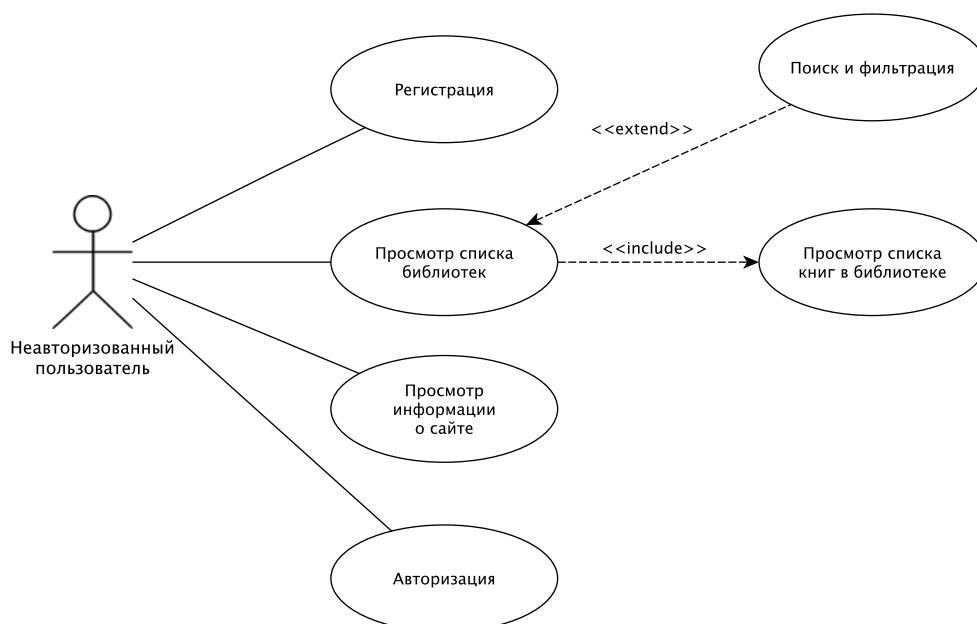 Поиск и фильтрация
Регистрация
<<extend>>
Просмотр списка
библиотек
<<include>>
Просмотр списка
книг в библиотеке
Неавторизованный
пользователь
Просмотр
информации
о сайте
Авторизация